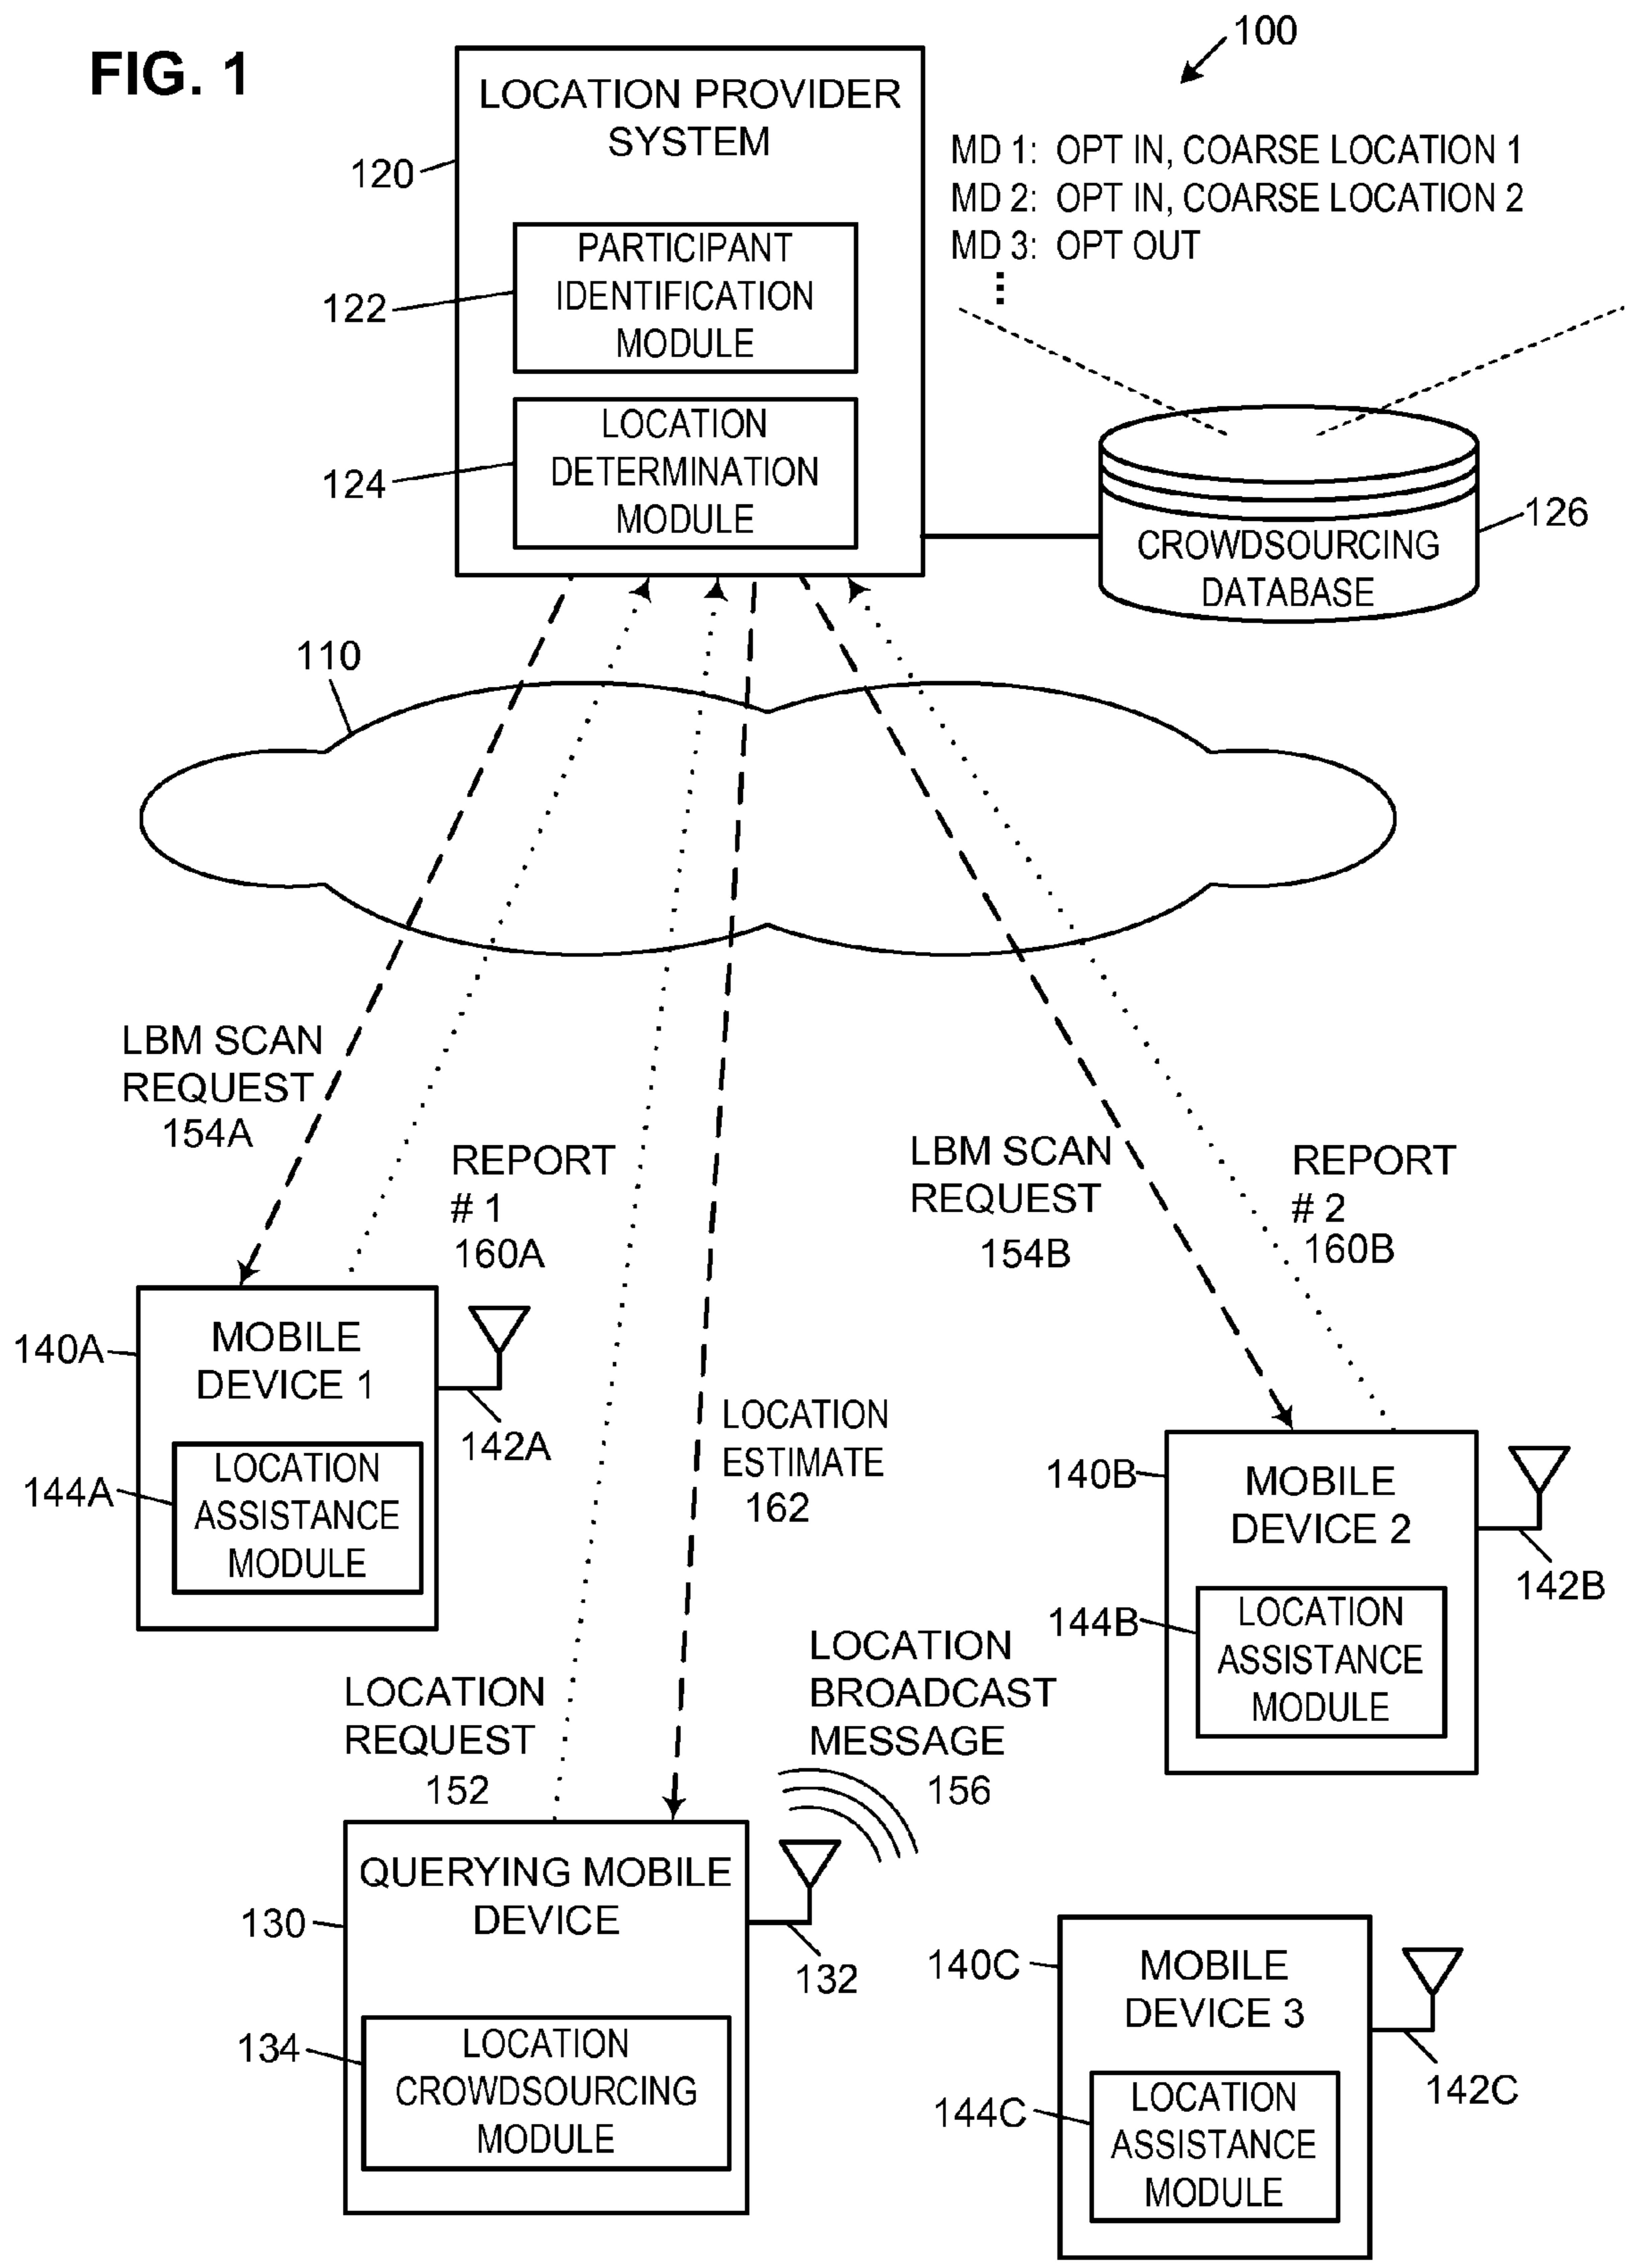 FIG. 1
100
LOCATION PROVIDER
SYSTEM
120
PARTICIPANT
IDENTIFICATION
MODULE
122
LOCATION
DETERMINATION
MODULE
124
MD 1: OPT IN, COARSE LOCATION 1
MD 2: OPT IN, COARSE LOCATION 2
MD 3: OPT OUT
CROWDSOURCING
DATABASE
126
110
LBM SCAN
REQUEST
154A
REPORT
# 1
160A
LBM SCAN
REQUEST
154B
REPORT
# 2
160B
140A
MOBILE
DEVICE 1
142A
144A
LOCATION
ASSISTANCE
MODULE
LOCATION
ESTIMATE
162
140B
MOBILE
DEVICE 2
142B
144B
LOCATION
ASSISTANCE
MODULE
LOCATION
REQUEST
152
LOCATION
BROADCAST
MESSAGE
156
QUERYING MOBILE
DEVICE
130
132
134
LOCATION
CROWDSOURCING
MODULE
140C
MOBILE
DEVICE 3
142C
144C
LOCATION
ASSISTANCE
MODULE